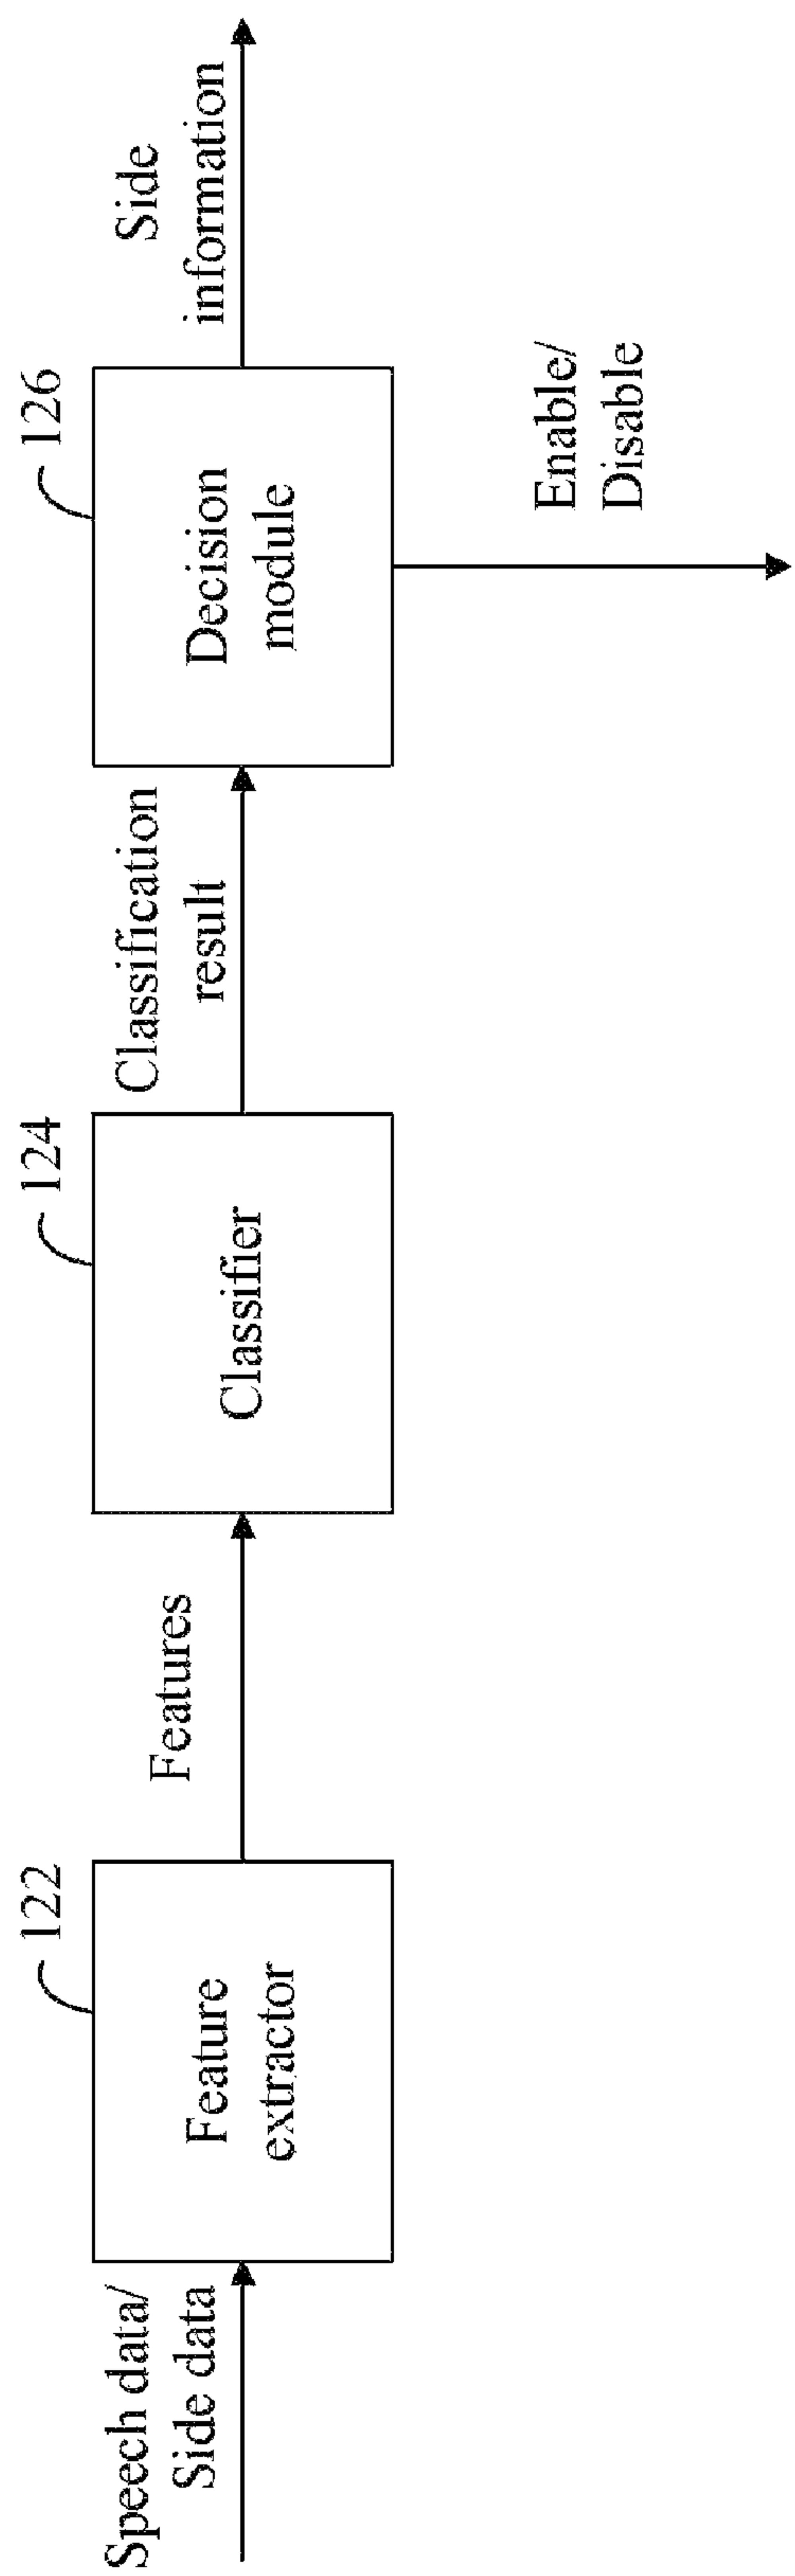 Speech data/
Side data
122
Feature
extractor
Features
124
Classifier
Classification
result
126
Decision
module
Side
information
Enable/
Disable